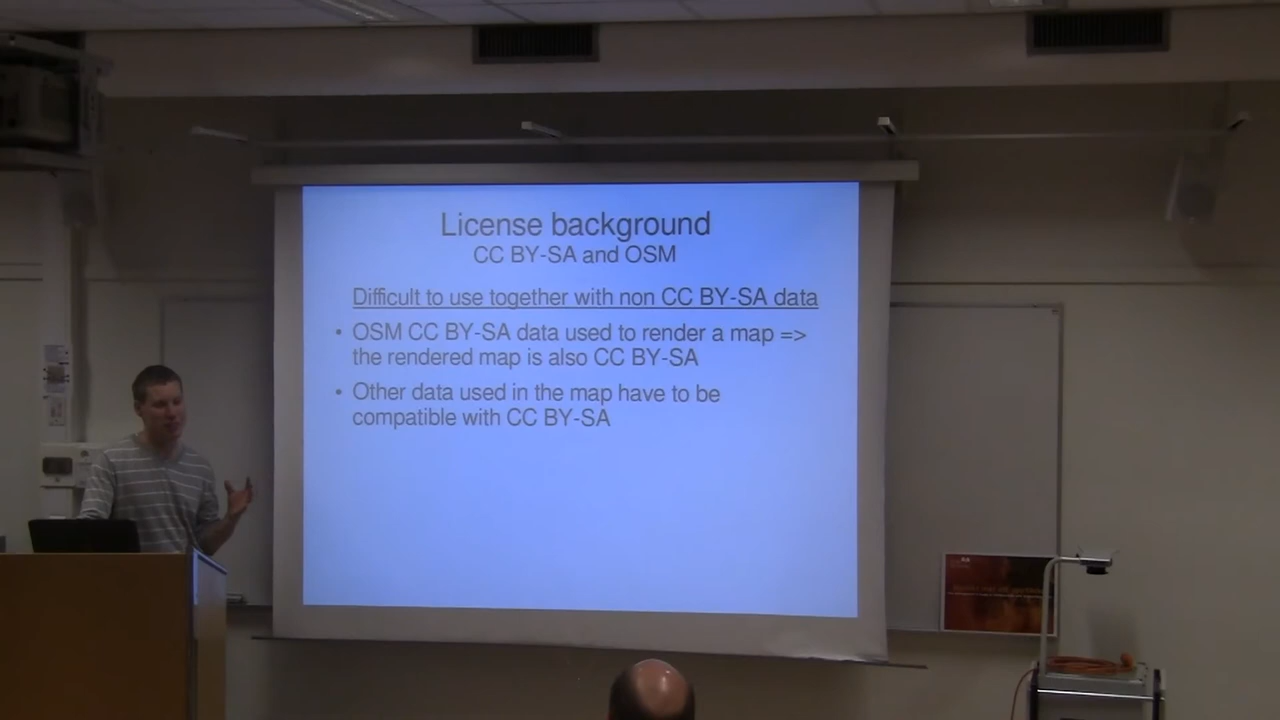 License background
CC BY-SA and OSM
Difficult to use together with non CC BY-SA data
• OSM CC BY-SA data used to render a map =>
the rendered map is also CC BY-SA
• Other data used in the map have to be
compatible with CC BY-SA